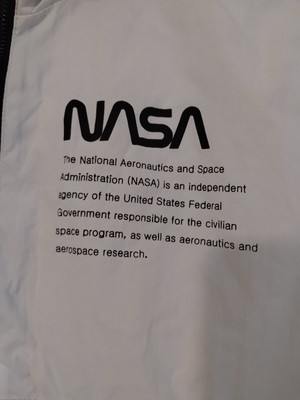 NASA
The National Aeronautics and Space
Administration (NASA) is an independent
agency of the United States Federal
Government responsible for the civilian
space program, as well as aeronautics and
aerospace research.